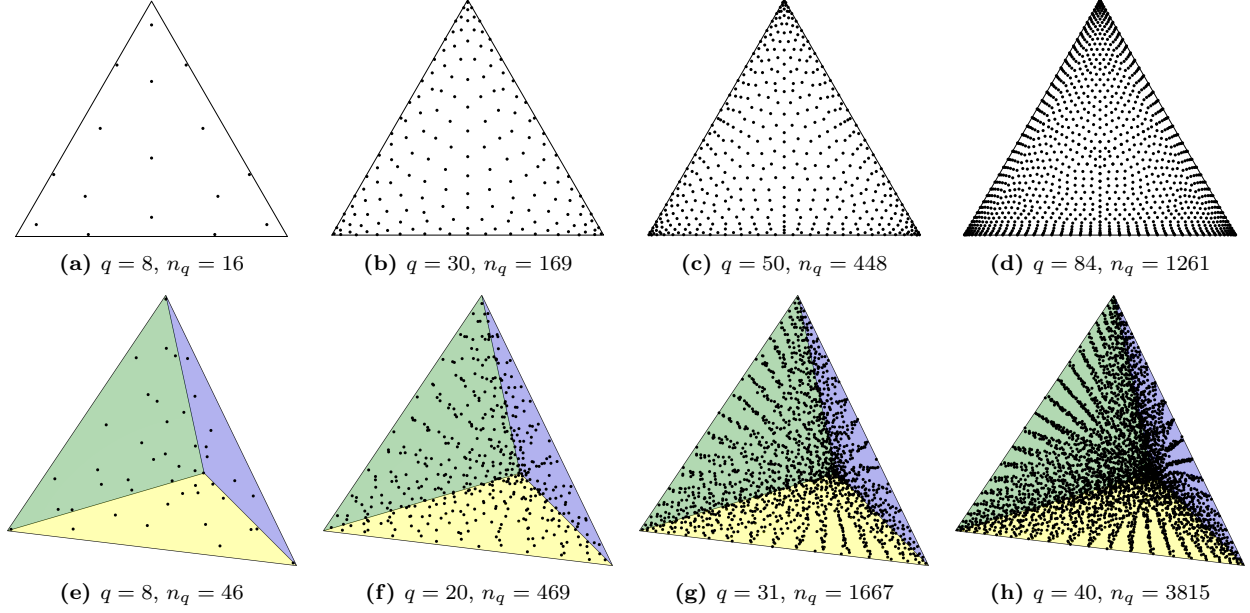 (a) q = 8, n_q = 16
(b) q = 30, n_q = 169
(c) q = 50, n_q = 448
(d) q = 84, n_q = 1261
(e) q = 8, n_q = 46
(f) q = 20, n_q = 469
(g) q = 31, n_q = 1667
(h) q = 40, n_q = 3815